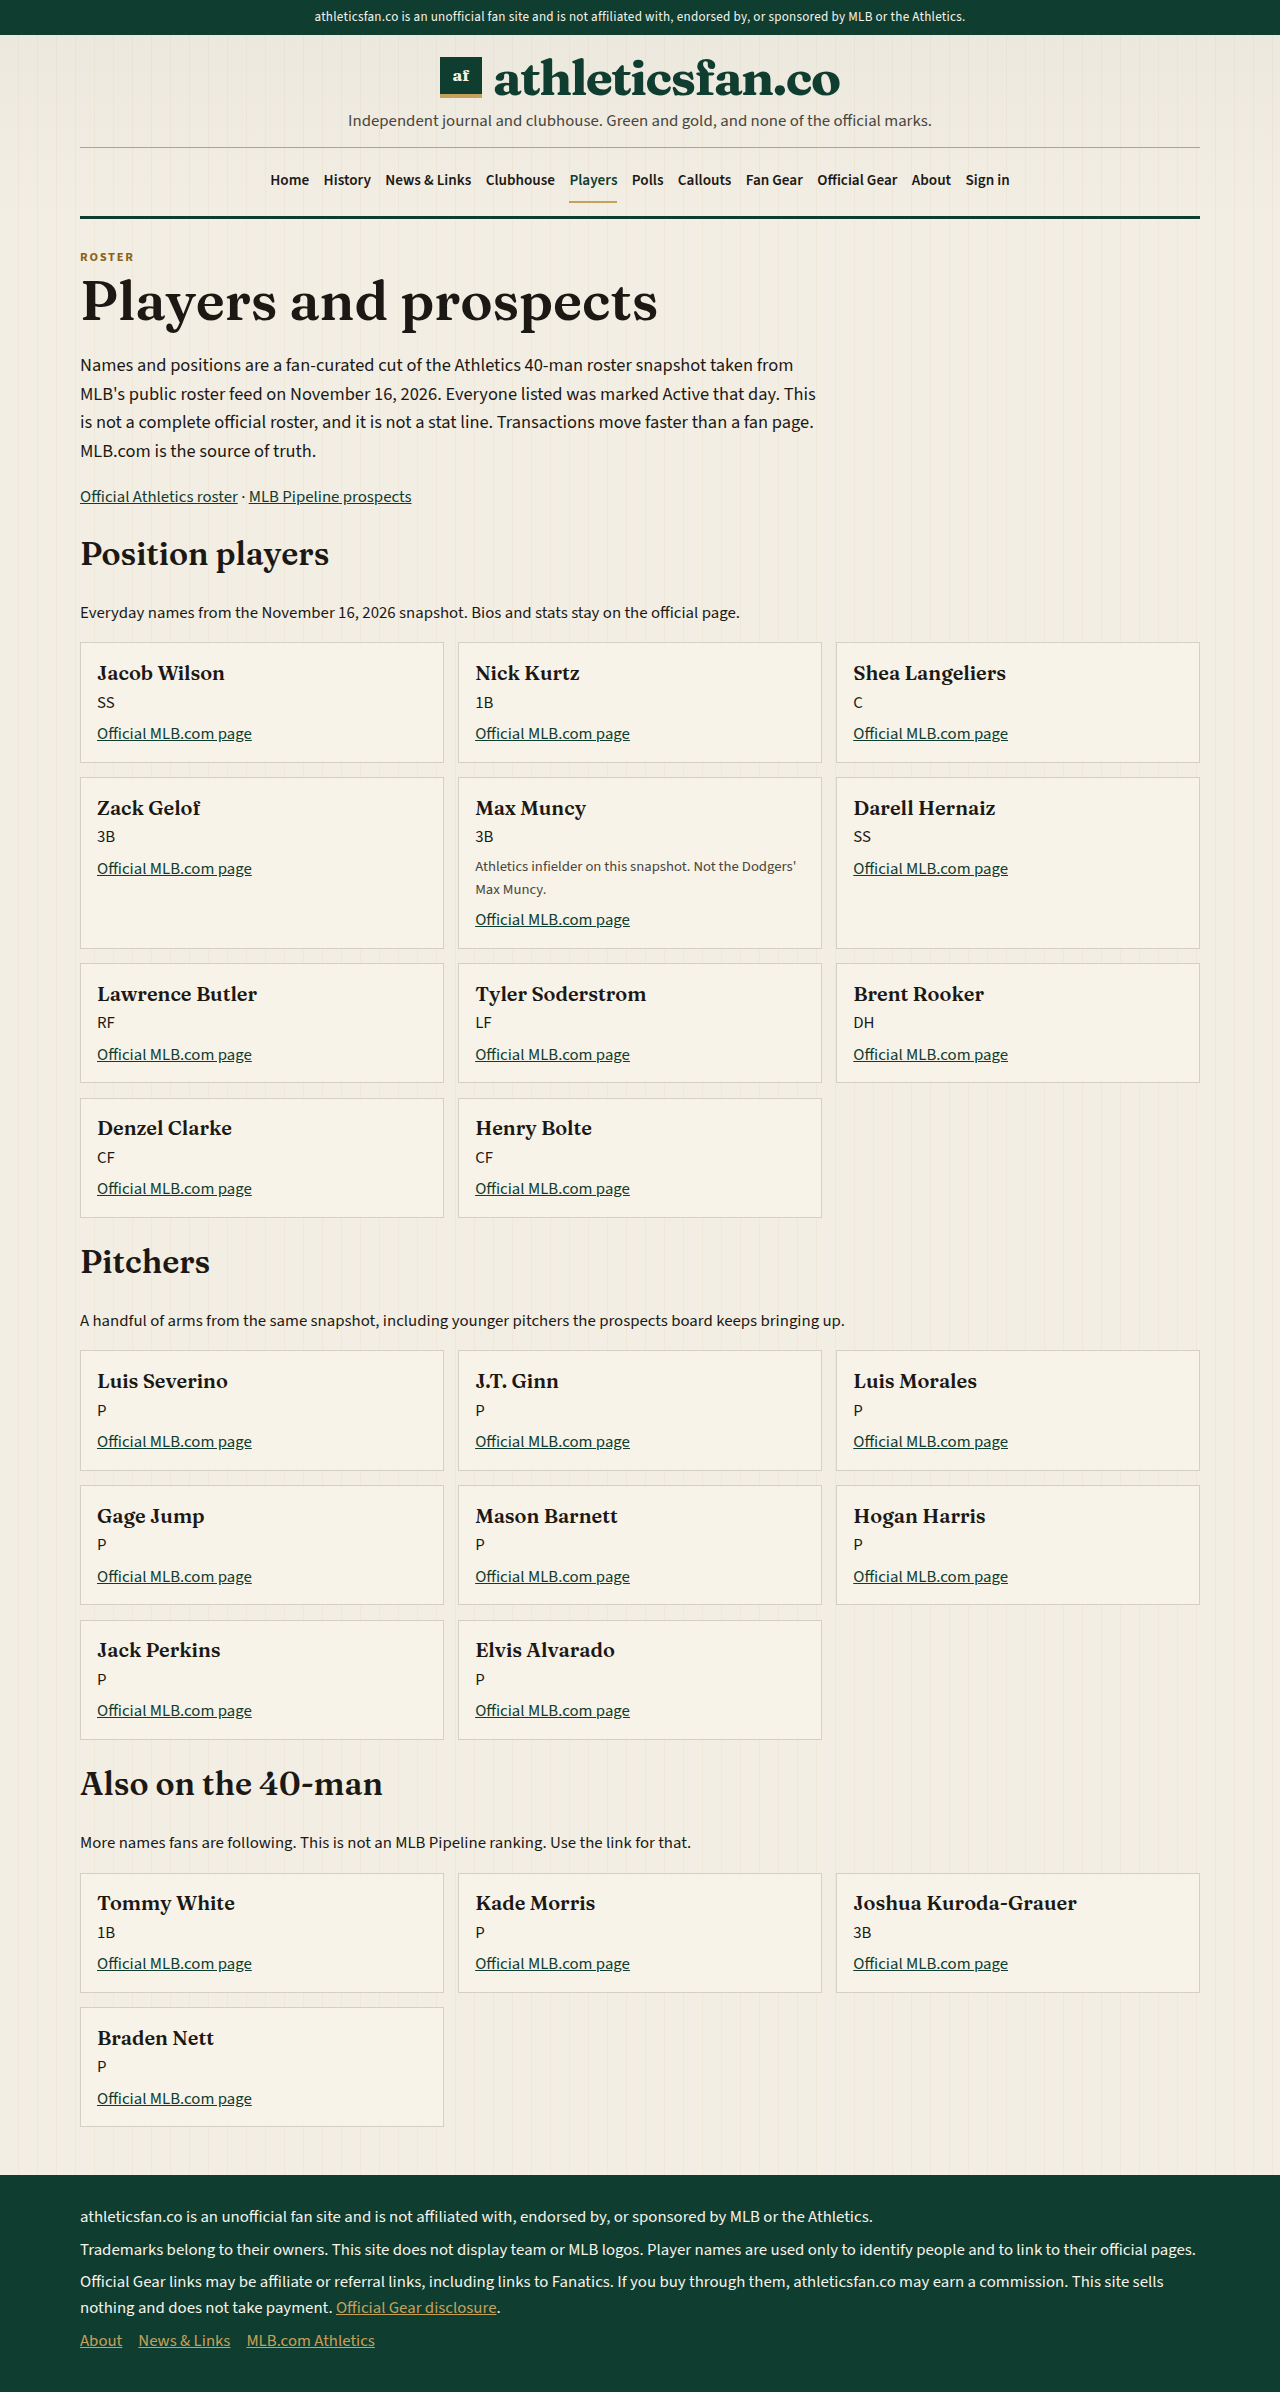 athleticsfan.co is an unofficial fan site and is not affiliated with, endorsed by, or sponsored by MLB or the Athletics.
af athleticsfan.co
Independent journal and clubhouse. Green and gold, and none of the official marks.
Home History News & Links Clubhouse Players Polls Callouts Fan Gear Official Gear About Sign in
ROSTER
Players and prospects
Names and positions are a fan-curated cut of the Athletics 40-man roster snapshot taken from
MLB's public roster feed on November 16, 2026. Everyone listed was marked Active that day. This
is not a complete official roster, and it is not a stat line. Transactions move faster than a fan page.
MLB.com is the source of truth.
Official Athletics roster · MLB Pipeline prospects
Position players
Everyday names from the November 16, 2026 snapshot. Bios and stats stay on the official page.
Jacob Wilson
SS
Official MLB.com page
Nick Kurtz
1B
Official MLB.com page
Shea Langeliers
C
Official MLB.com page
Zack Gelof
3B
Official MLB.com page
Max Muncy
3B
Athletics infielder on this snapshot. Not the Dodgers'
Max Muncy.
Official MLB.com page
Darell Hernaiz
SS
Official MLB.com page
Lawrence Butler
RF
Official MLB.com page
Tyler Soderstrom
LF
Official MLB.com page
Brent Rooker
DH
Official MLB.com page
Denzel Clarke
CF
Official MLB.com page
Henry Bolte
CF
Official MLB.com page
Pitchers
A handful of arms from the same snapshot, including younger pitchers the prospects board keeps bringing up.
Luis Severino
P
Official MLB.com page
J.T. Ginn
P
Official MLB.com page
Luis Morales
P
Official MLB.com page
Gage Jump
P
Official MLB.com page
Mason Barnett
P
Official MLB.com page
Hogan Harris
P
Official MLB.com page
Jack Perkins
P
Official MLB.com page
Elvis Alvarado
P
Official MLB.com page
Also on the 40-man
More names fans are following. This is not an MLB Pipeline ranking. Use the link for that.
Tommy White
1B
Official MLB.com page
Kade Morris
P
Official MLB.com page
Joshua Kuroda-Grauer
3B
Official MLB.com page
Braden Nett
P
Official MLB.com page
athleticsfan.co is an unofficial fan site and is not affiliated with, endorsed by, or sponsored by MLB or the Athletics.
Trademarks belong to their owners. This site does not display team or MLB logos. Player names are used only to identify people and to link to their official pages.
Official Gear links may be affiliate or referral links, including links to Fanatics. If you buy through them, athleticsfan.co may earn a commission. This site sells
nothing and does not take payment. Official Gear disclosure.
About News & Links MLB.com Athletics